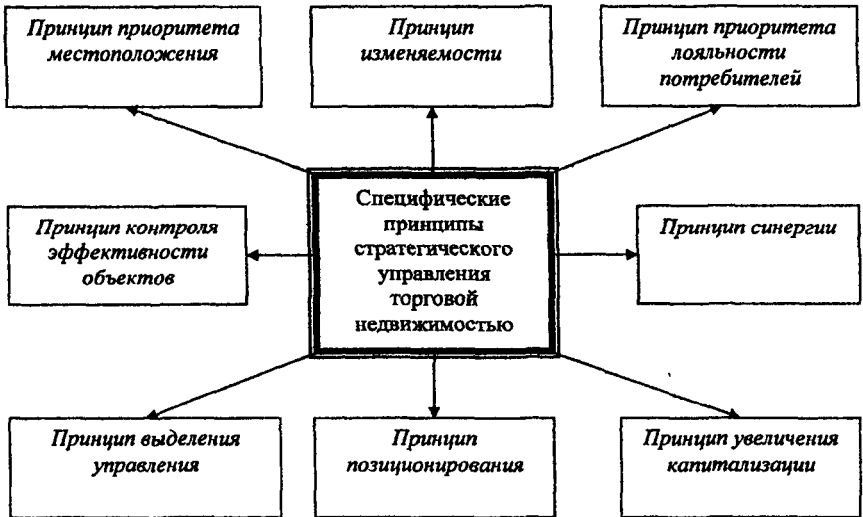 Принцип приоритета
местоположения
Принцип
изменяемости
Принцип приоритета
лояльности
потребителей
Принцип контроля
эффективности
объектов
Специфические
принципы
стратегического
управления
торговой
недвижимостью
Принцип синергии
Принцип выделения
управления
Принцип
позиционирования
Принцип увеличения
капитализации